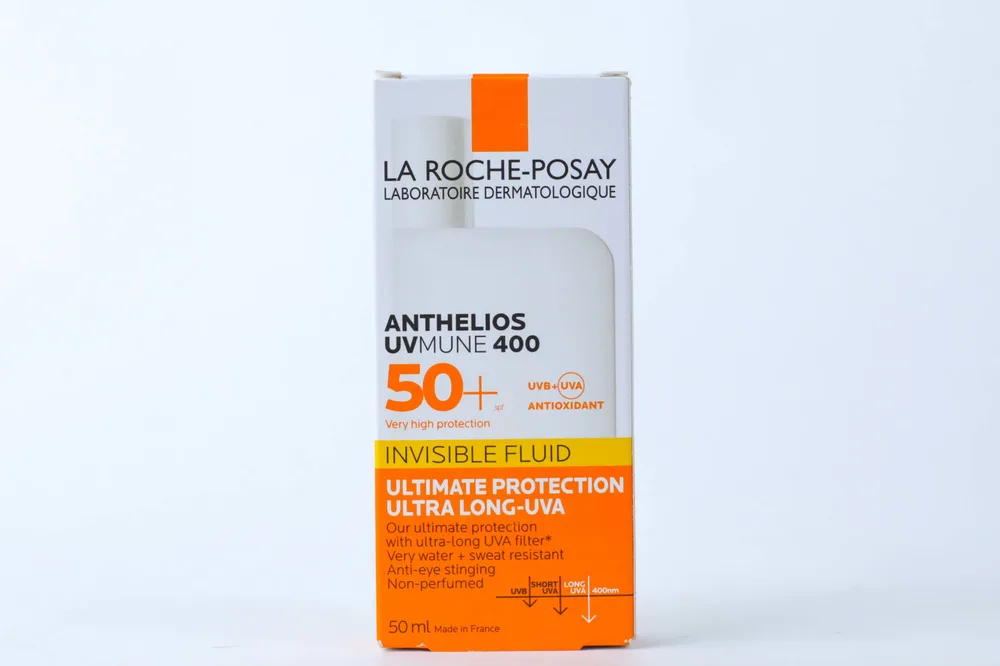 LA ROCHE-POSAY
LABORATOIRE DERMATOLOGIQUE
ANTHELIOS
UVMUNE 400
50+ spf
Very high protection
UVB+UVA
ANTIOXIDANT
INVISIBLE FLUID
ULTIMATE PROTECTION
ULTRA LONG-UVA
Our ultimate protection
with ultra-long UVA filter*
Very water + sweat resistant
Anti-eye stinging
Non-perfumed
UVB
SHORT UVA
LONG UVA
400nm
50 ml Made in France